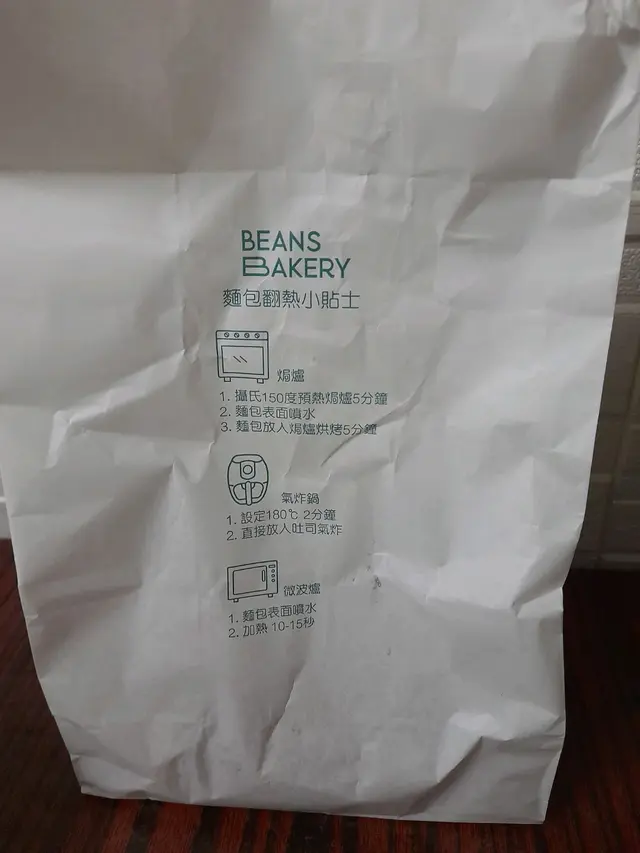 BEANS
BAKERY
麵包翻熱小貼士
焗爐
1. 攝氏150度預熱焗爐5分鐘
2. 麵包表面噴水
3. 麵包放入焗爐烘烤5分鐘
氣炸鍋
1. 設定180℃ 2分鐘
2. 直接放入吐司氣炸
微波爐
1. 麵包表面噴水
2. 加熱 10-15秒